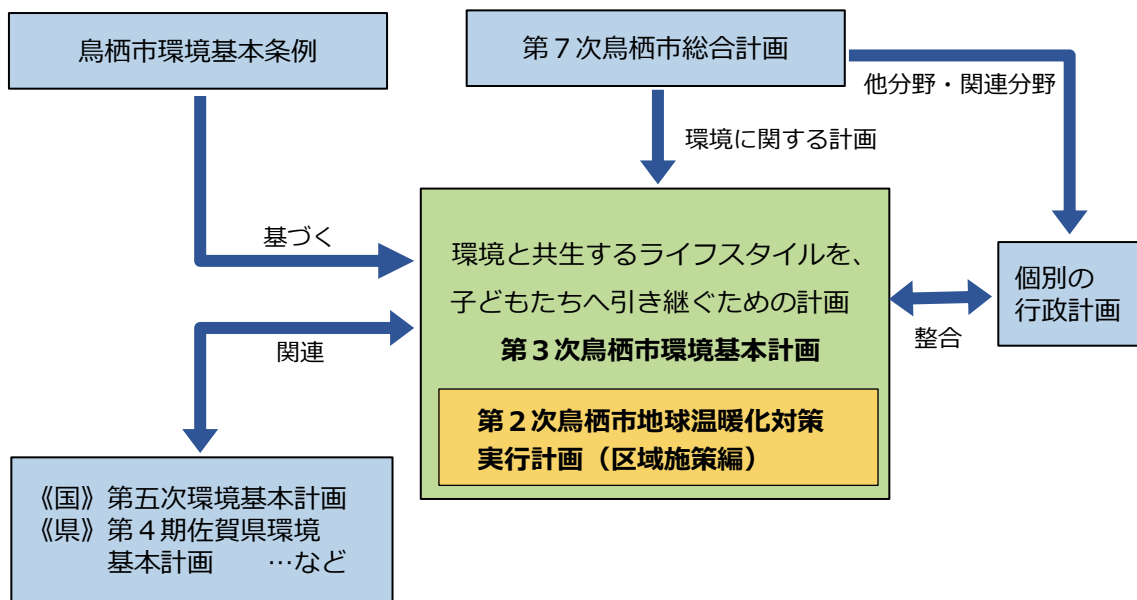 鳥栖市環境基本条例
第７次鳥栖市総合計画
他分野・関連分野
環境に関する計画
基づく
環境と共生するライフスタイルを、
子どもたちへ引き継ぐための計画
第３次鳥栖市環境基本計画
個別の
行政計画
整合
関連
第２次鳥栖市地球温暖化対策
実行計画（区域施策編）
《国》第五次環境基本計画
《県》第４期佐賀県環境
基本計画　　…など